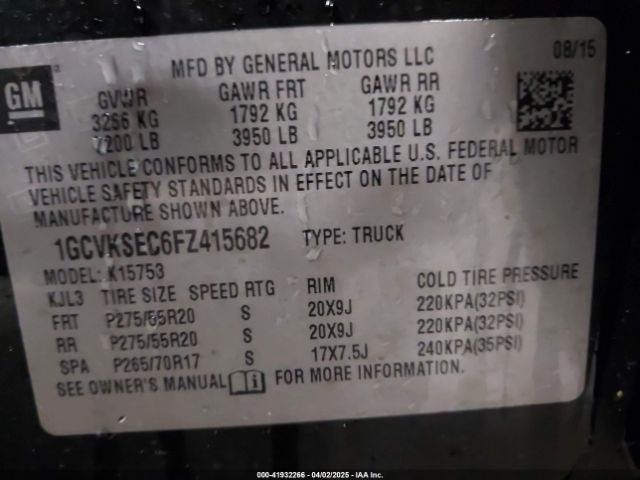 GM
MFD BY GENERAL MOTORS LLC 08/15
GVWR GAWR FRT GAWR RR
3256 KG 1792 KG 1792 KG
7200 LB 3950 LB 3950 LB
THIS VEHICLE CONFORMS TO ALL APPLICABLE U.S. FEDERAL MOTOR
VEHICLE SAFETY STANDARDS IN EFFECT ON THE DATE OF
MANUFACTURE SHOWN ABOVE.
1GCVKSEC6FZ415682 TYPE: TRUCK
MODEL: K15753
KJL3 TIRE SIZE SPEED RTG RIM COLD TIRE PRESSURE
FRT P275/55R20 S 20X9J 220KPA(32PSI)
RR P275/55R20 S 20X9J 220KPA(32PSI)
SPA P265/70R17 S 17X7.5J 240KPA(35PSI)
SEE OWNER'S MANUAL FOR MORE INFORMATION.
000-41932266 - 04/02/2025 - IAA Inc.